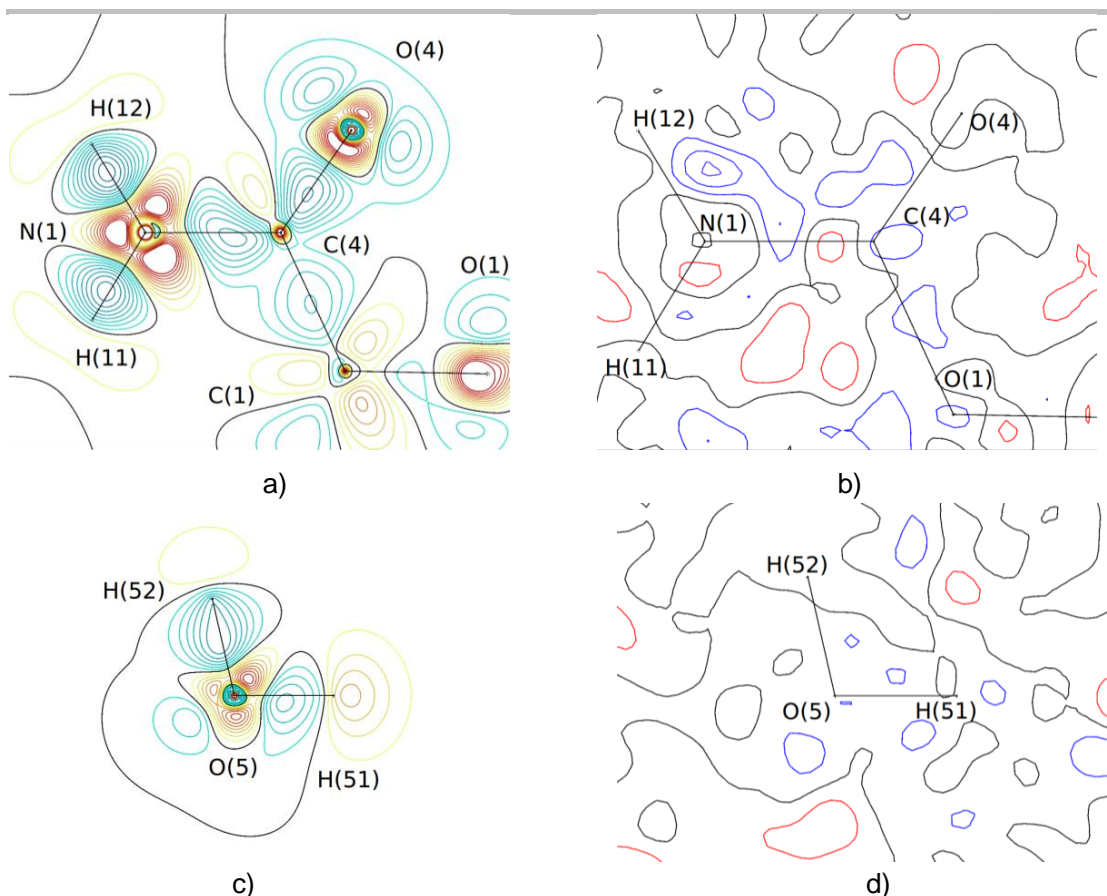 O(4)
H(12)
N(1)
C(4)
O(1)
H(11)
C(1)
a)
H(12)
O(4)
N(1)
C(4)
H(11)
O(1)
b)
H(52)
O(5)
H(51)
c)
H(52)
O(5)
H(51)
d)